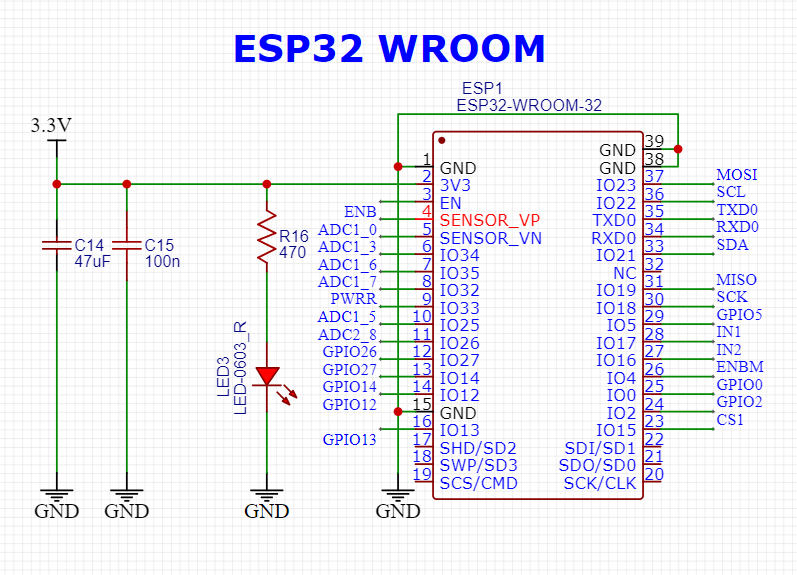 ESP32 WROOM
ESP1
ESP32-WROOM-32
3.3V
C14
47uF
C15
100n
R16
470
LED3
LED-0603_R
GND
GND
GND
GND
ENB
ADC1_0
ADC1_3
ADC1_6
ADC1_7
PWRR
ADC1_5
ADC2_8
GPIO26
GPIO27
GPIO14
GPIO12
GPIO13
1 GND
2 3V3
3 EN
4 SENSOR_VP
5 SENSOR_VN
6 IO34
7 IO35
8 IO32
9 IO33
10 IO25
11 IO26
12 IO27
13 IO14
14 IO12
15 GND
16 IO13
17 SHD/SD2
18 SWP/SD3
19 SCS/CMD
GND 39
GND 38
IO23 37
IO22 36
TXD0 35
RXD0 34
IO21 33
NC 32
IO19 31
IO18 30
IO5 29
IO17 28
IO16 27
IO4 26
IO0 25
IO2 24
IO15 23
SDI/SD1 22
SDO/SD0 21
SCK/CLK 20
MOSI
SCL
TXD0
RXD0
SDA
MISO
SCK
GPIO5
IN1
IN2
ENBM
GPIO0
GPIO2
CS1